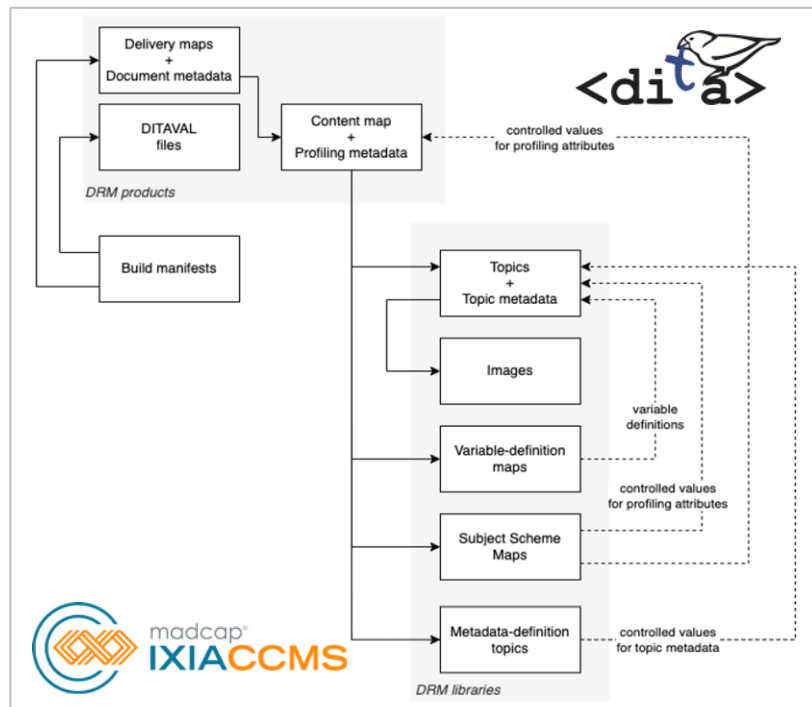 Delivery maps
+
Document metadata
<dita>
DITAVAL
files
Content map
+
Profiling metadata
controlled values
for profiling attributes
DRM products
Build manifests
Topics
+
Topic metadata
Images
variable
definitions
Variable-definition
maps
controlled values
for profiling attributes
Subject Scheme
Maps
madcap®
IXIACCMS
Metadata-definition
topics
controlled values
for topic metadata
DRM libraries